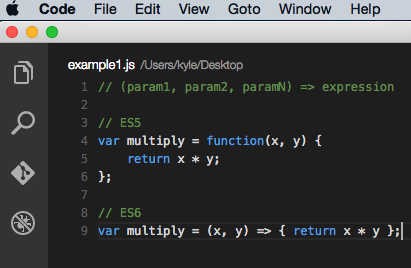 Code File Edit View Goto Window Help
example1.js /Users/kyle/Desktop
1 // (param1, param2, paramN) => expression
2
3 // ES5
4 var multiply = function(x, y) {
5     return x * y;
6 };
7
8 // ES6
9 var multiply = (x, y) => { return x * y };